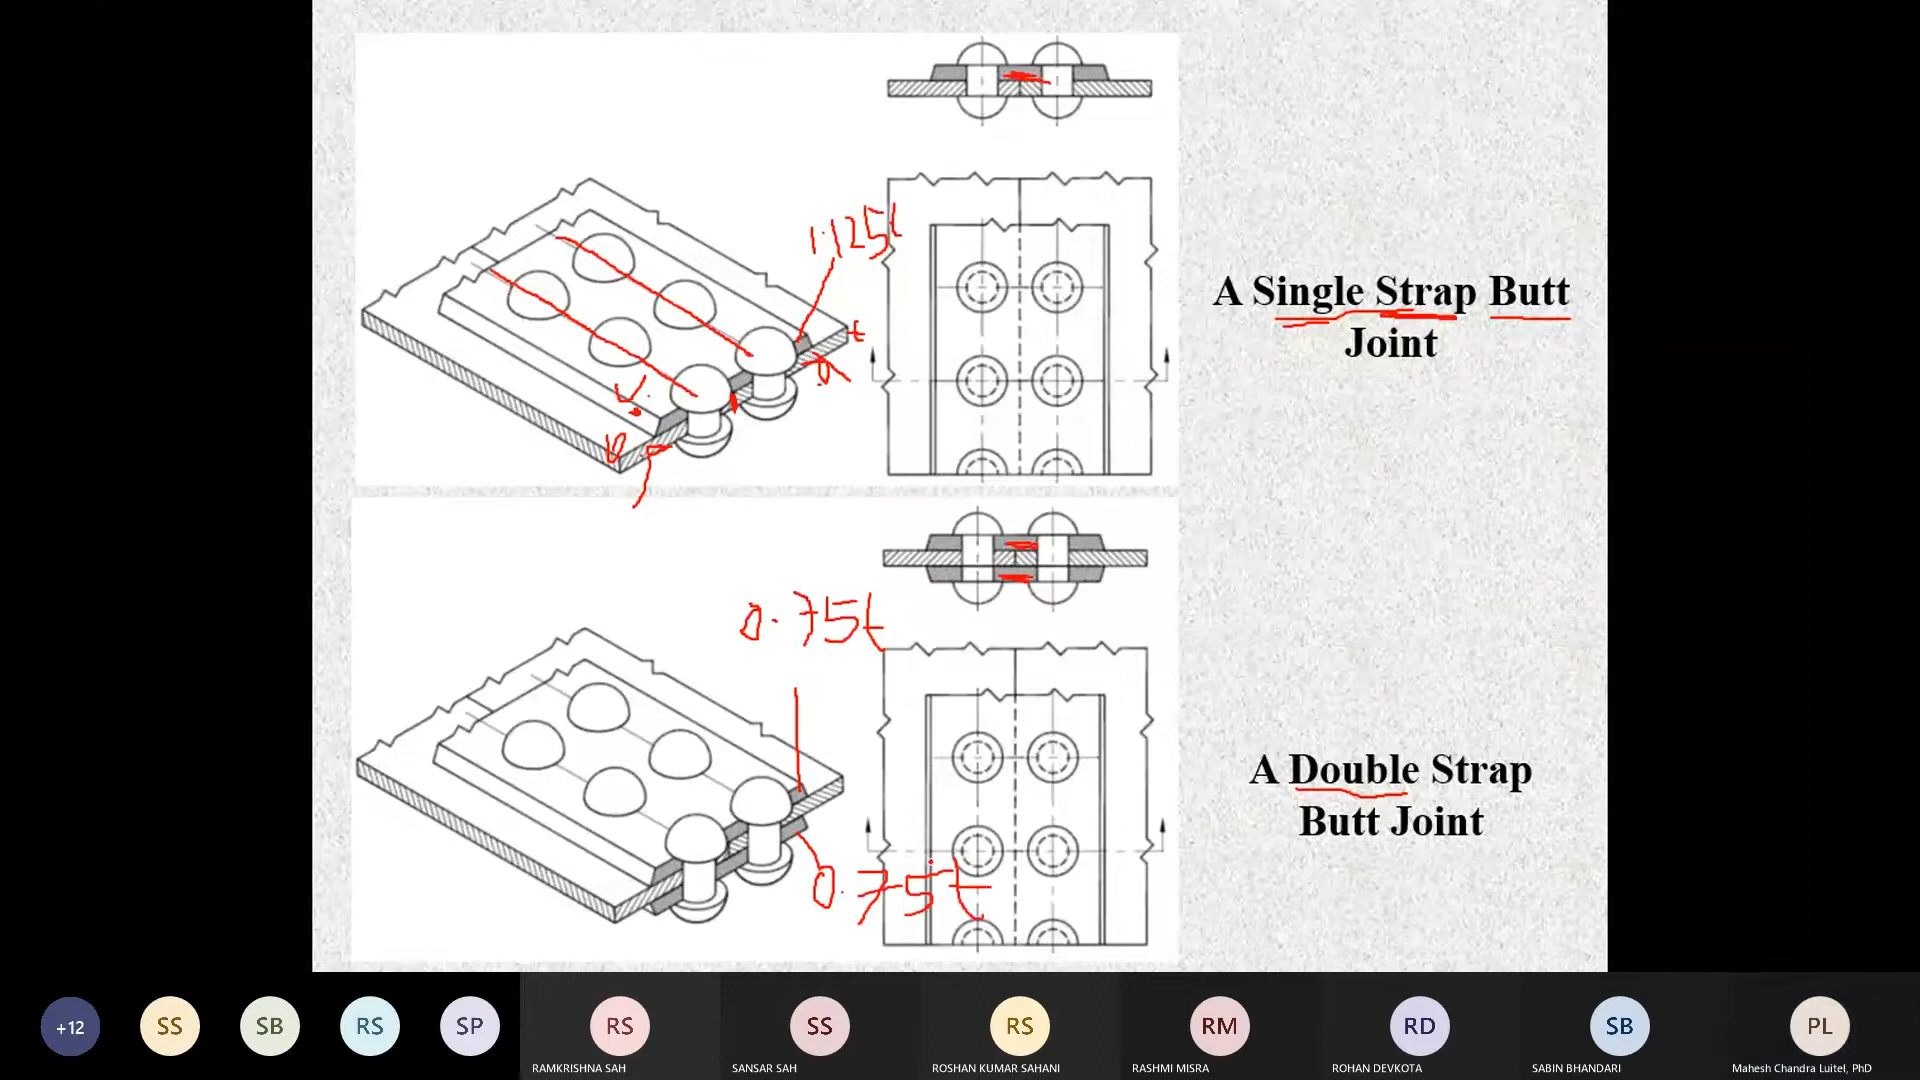 1.125t
t
A Single Strap Butt
Joint
0.75t
A Double Strap
Butt Joint
0.75t
+12
SS
SB
RS
SP
RS
SS
RS
RM
RD
SB
PL
RAMKRISHNA SAH
SANSAR SAH
ROSHAN KUMAR SAHANI
RASHMI MISRA
ROHAN DEVKOTA
SABIN BHANDARI
Mahesh Chandra Luitel, PhD